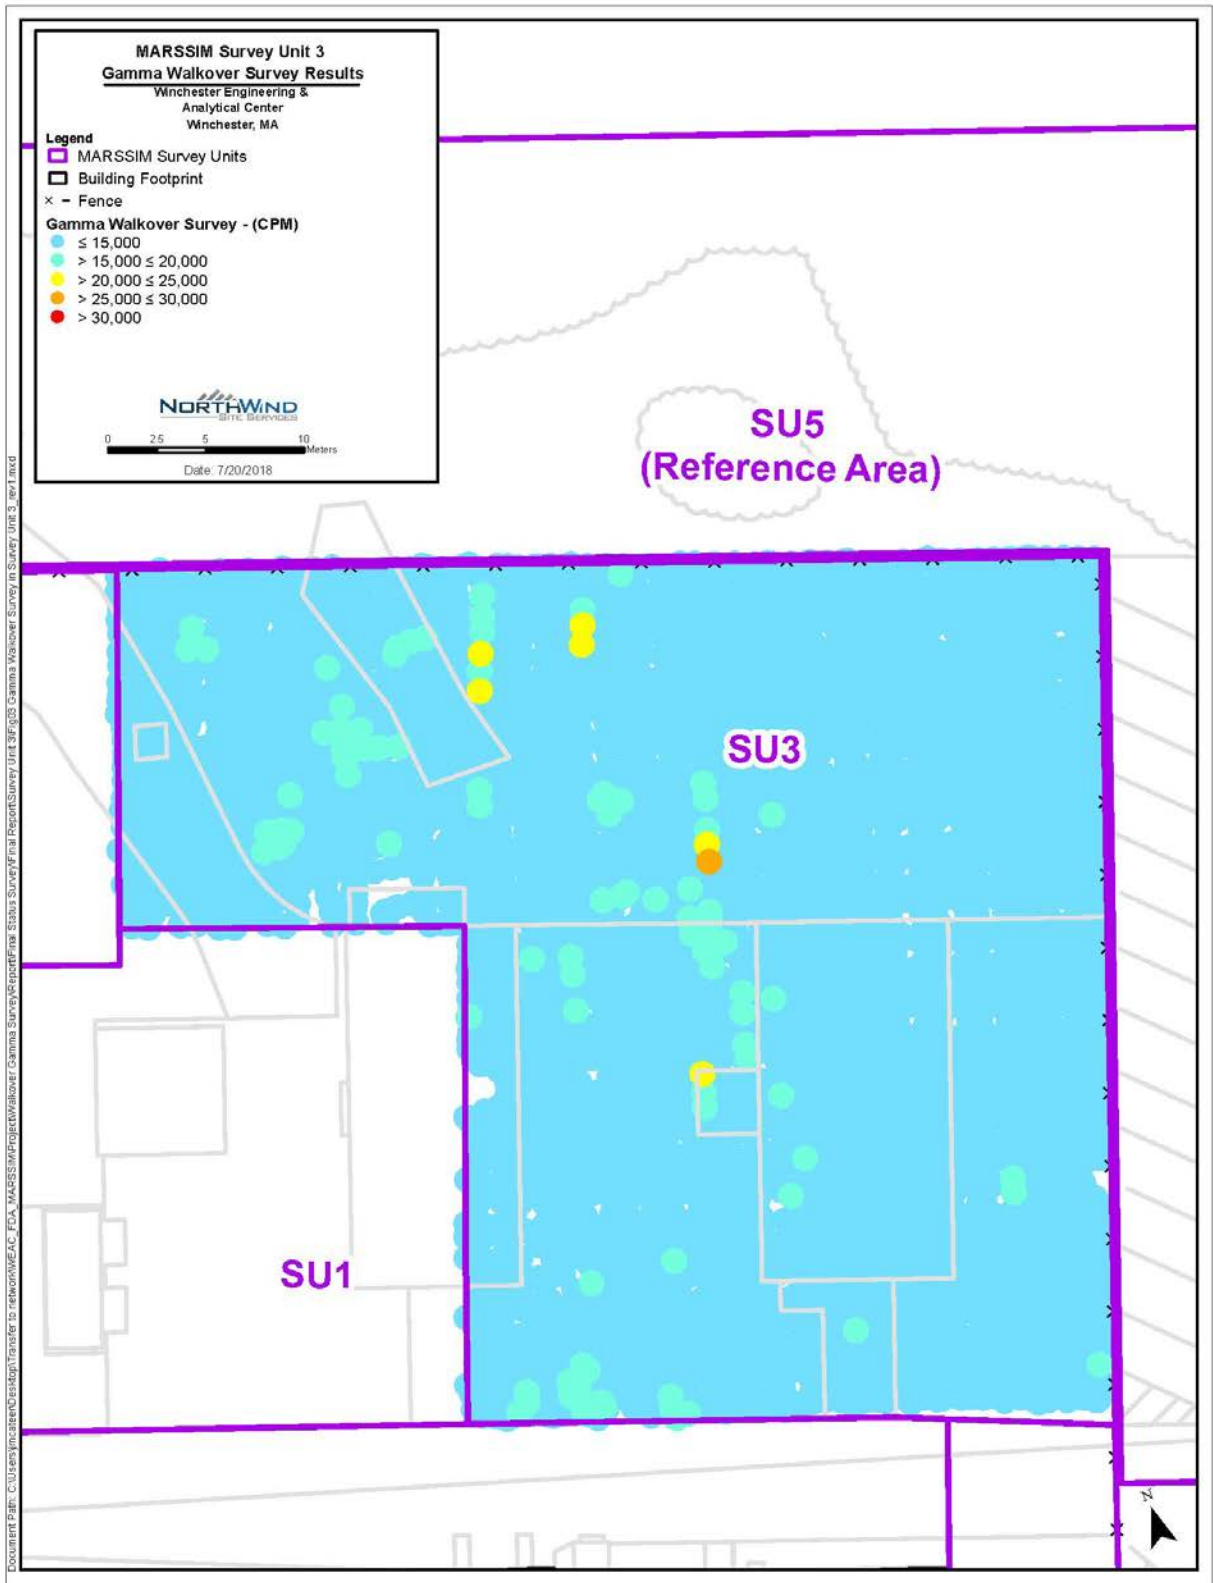 MARSSIM Survey Unit 3
Gamma Walkover Survey Results
Winchester Engineering &
Analytical Center
Winchester, MA
Legend
MARSSIM Survey Units
Building Footprint
× - Fence
Gamma Walkover Survey - (CPM)
≤ 15,000
> 15,000 ≤ 20,000
> 20,000 ≤ 25,000
> 25,000 ≤ 30,000
> 30,000
NORTHWIND
SITE SERVICES
0 2.5 5 10
Meters
Date: 7/20/2018
SU5
(Reference Area)
SU3
SU1
N